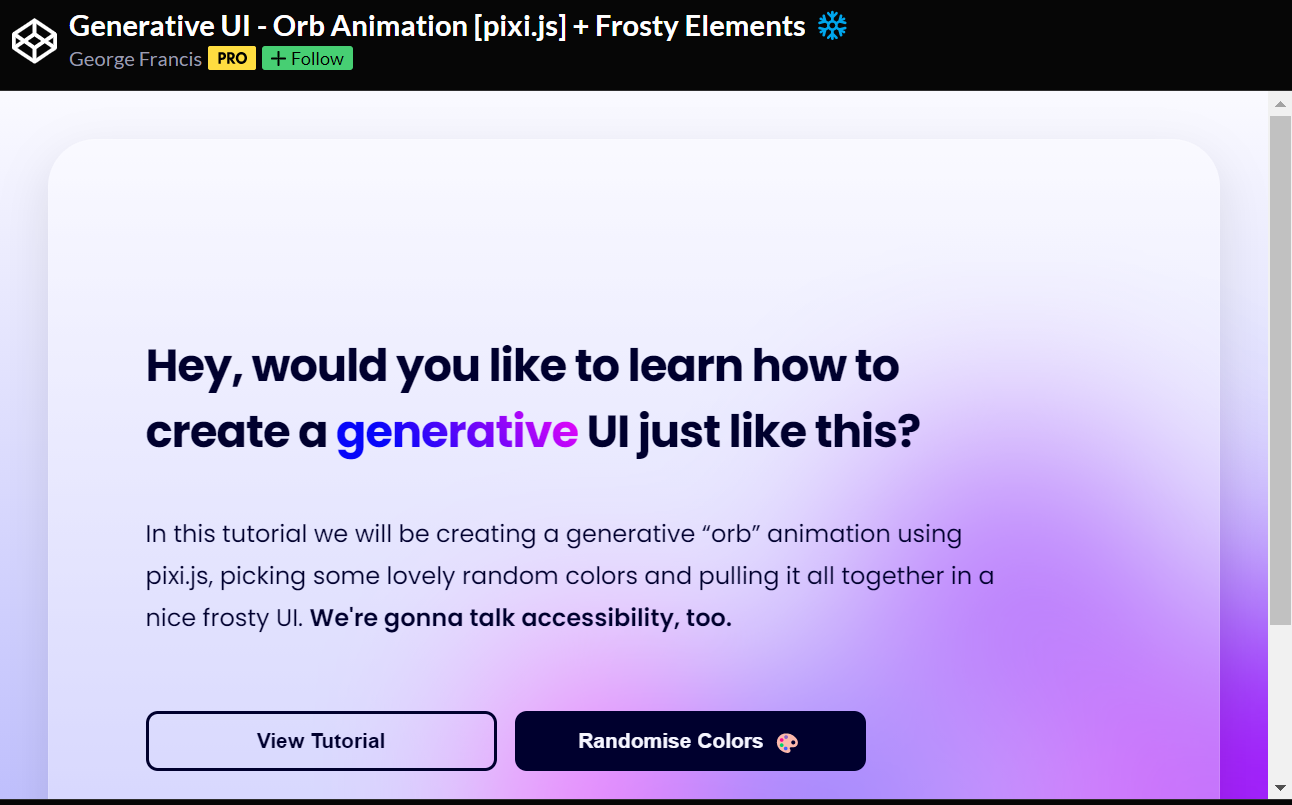 Generative UI - Orb Animation [pixi.js] + Frosty Elements ❄
George Francis PRO + Follow
Hey, would you like to learn how to
create a generative UI just like this?
In this tutorial we will be creating a generative “orb” animation using
pixi.js, picking some lovely random colors and pulling it all together in a
nice frosty UI. We're gonna talk accessibility, too.
View Tutorial
Randomise Colors 🎨